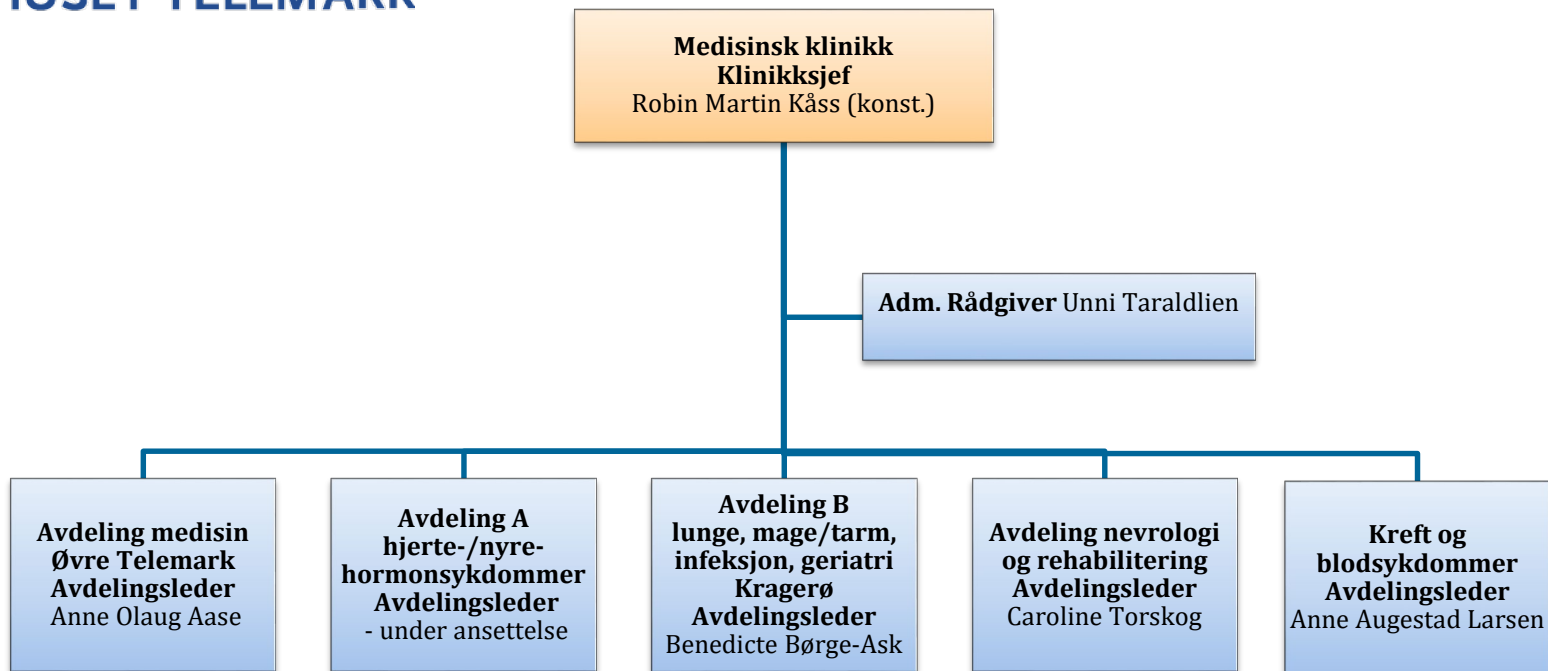 TELEMARK
Medisinsk klinikk
Klinikksjef
Robin Martin Kåss (konst.)
Adm. Rådgiver Unni Taraldlien
Avdeling medisin
Øvre Telemark
Avdelingsleder
Anne Olaug Aase
Avdeling A
hjerte-/nyre-
hormonsykdommer
Avdelingsleder
- under ansettelse
Avdeling B
lunge, mage/tarm,
infeksjon, geriatri
Kragerø
Avdelingsleder
Benedicte Børge-Ask
Avdeling nevrologi
og rehabilitering
Avdelingsleder
Caroline Torskog
Kreft og
blodsykdommer
Avdelingsleder
Anne Augestad Larsen